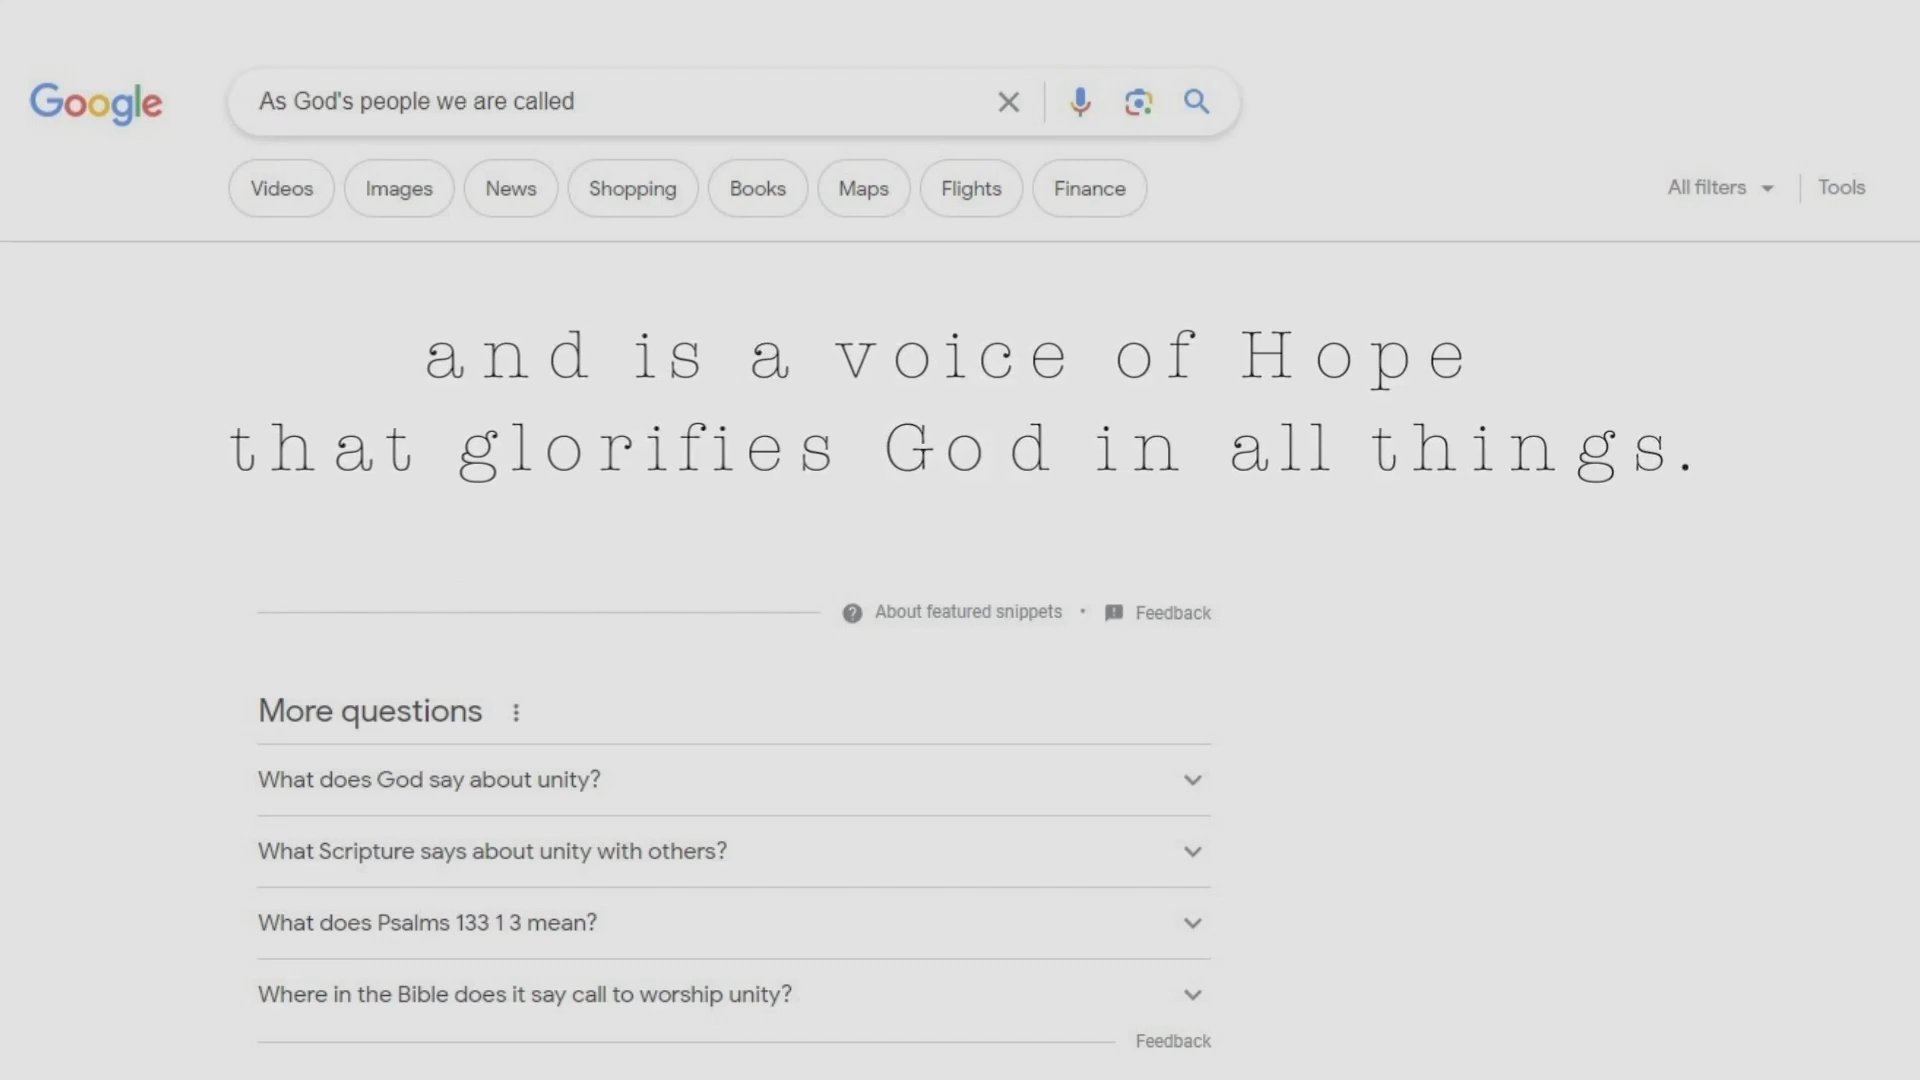 Google
As God's people we are called
Videos Images News Shopping Books Maps Flights Finance All filters Tools
and is a voice of Hope
that glorifies God in all things.
About featured snippets • Feedback
More questions
What does God say about unity?
What Scripture says about unity with others?
What does Psalms 133 1 3 mean?
Where in the Bible does it say call to worship unity?
Feedback